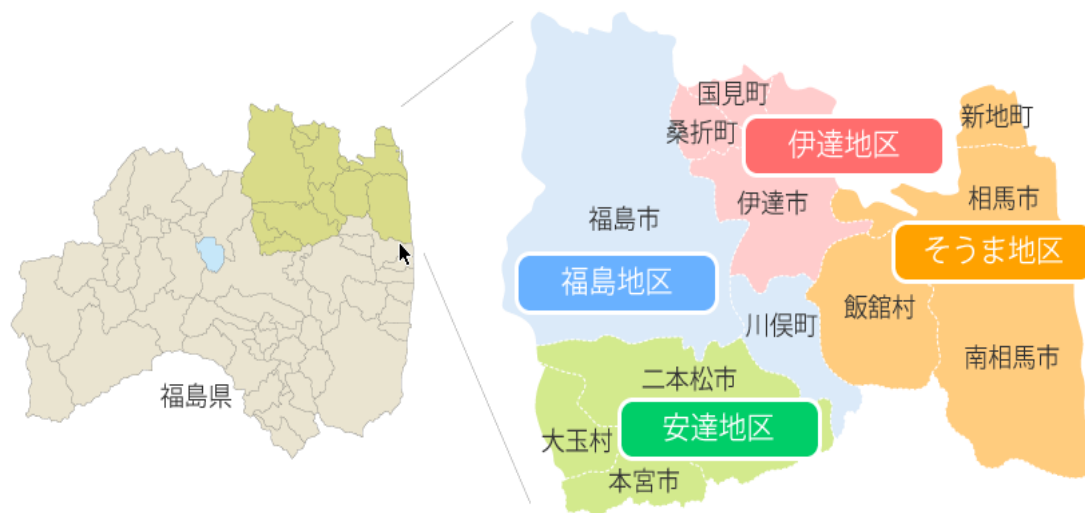 福島県
国見町
桑折町
伊達地区
新地町
福島市
伊達市
相馬市
そうま地区
福島地区
川俣町
飯舘村
南相馬市
二本松市
安達地区
大玉村
本宮市